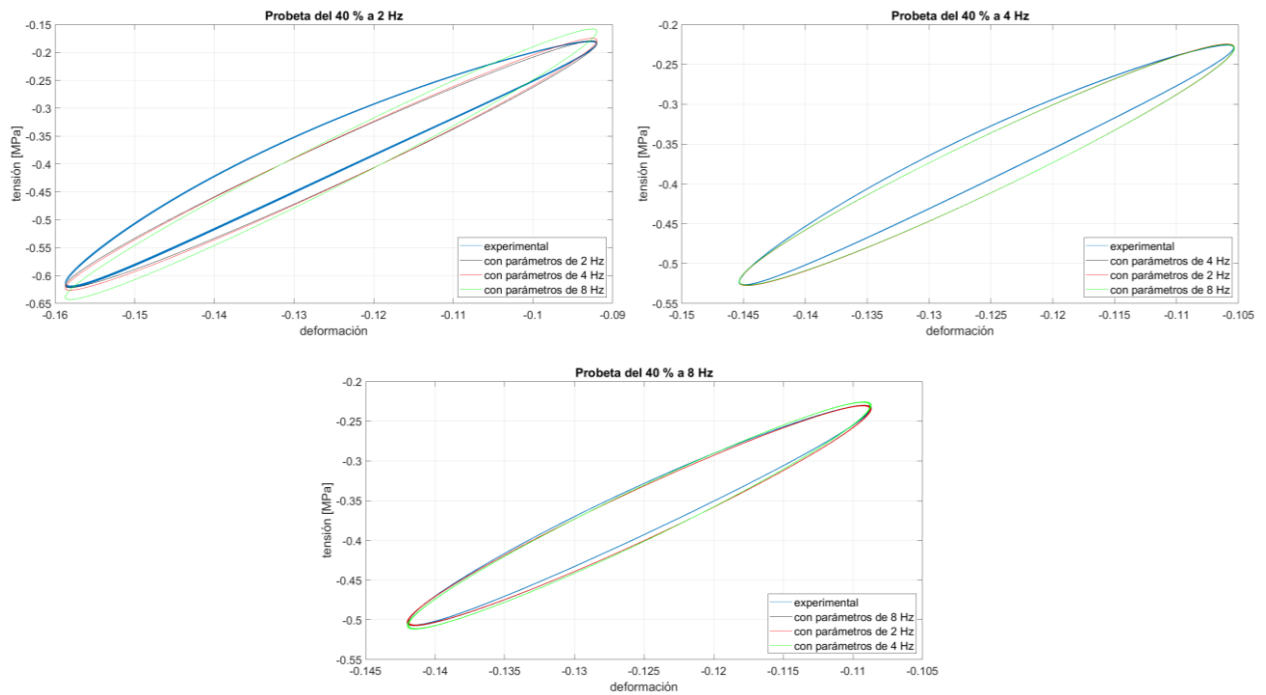 Probeta del 40 % a 2 Hz
-0.15
-0.2
-0.25
-0.3
-0.35
-0.4
-0.45
-0.5
-0.55
-0.6
-0.65
tensión [MPa]
experimental
con parámetros de 2 Hz
con parámetros de 4 Hz
con parámetros de 8 Hz
-0.16 -0.15 -0.14 -0.13 -0.12 -0.11 -0.1 -0.09
deformación
Probeta del 40 % a 4 Hz
-0.2
-0.25
-0.3
-0.35
-0.4
-0.45
-0.5
-0.55
tensión [MPa]
experimental
con parámetros de 4 Hz
con parámetros de 2 Hz
con parámetros de 8 Hz
-0.15 -0.145 -0.14 -0.135 -0.13 -0.125 -0.12 -0.115 -0.11 -0.105
deformación
Probeta del 40 % a 8 Hz
-0.2
-0.25
-0.3
-0.35
-0.4
-0.45
-0.5
-0.55
tensión [MPa]
experimental
con parámetros de 8 Hz
con parámetros de 2 Hz
con parámetros de 4 Hz
-0.145 -0.14 -0.135 -0.13 -0.125 -0.12 -0.115 -0.11 -0.105
deformación